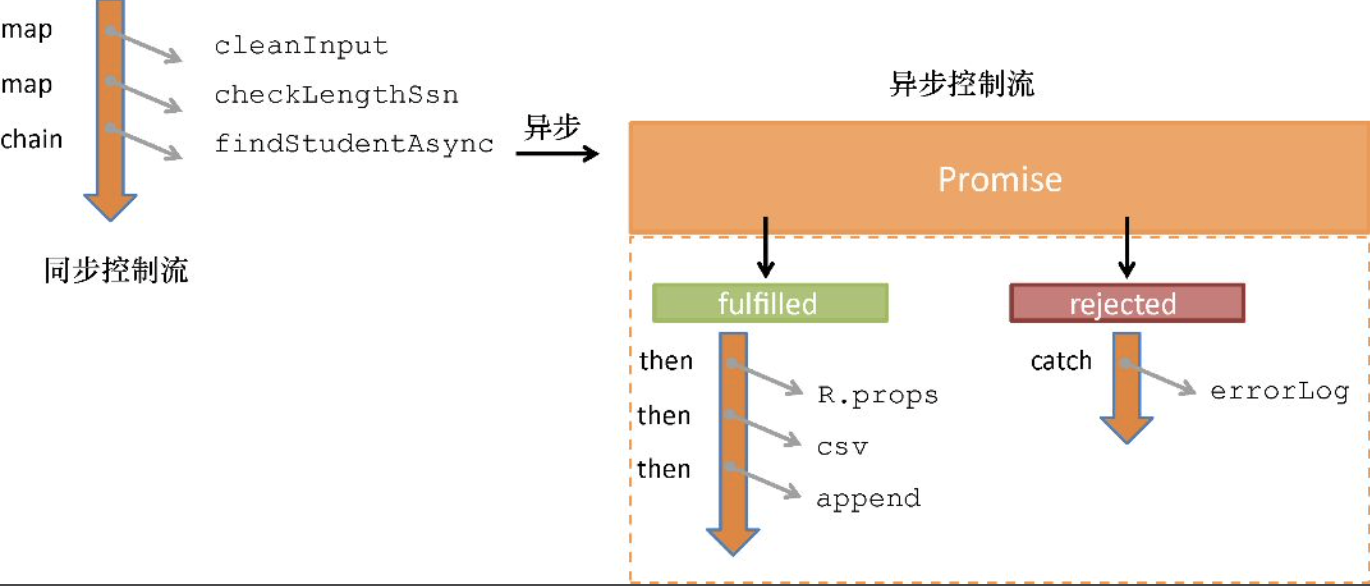 map
cleanInput
map
checkLengthSsn
chain
findStudentAsync
异步
同步控制流
异步控制流
Promise
fulfilled
then
R.props
then
csv
then
append
rejected
catch
errorLog